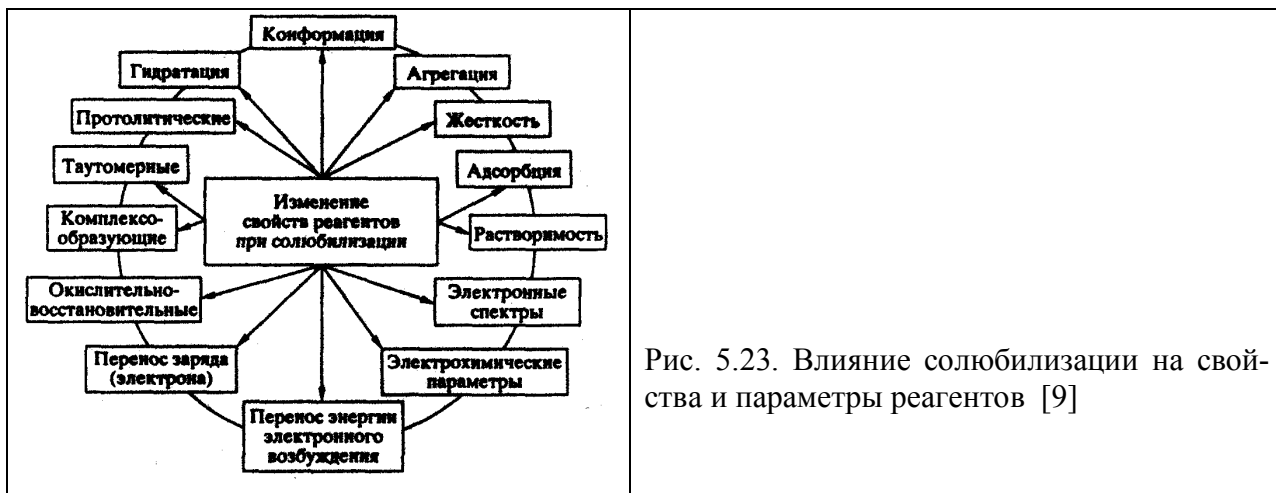 Конформация
Гидратация
Агрегация
Протолитические
Жесткость
Таутомерные
Адсорбция
Изменение
свойств реагентов
при солюбилизации
Комплексо-
образующие
Растворимость
Окислительно-
восстановительные
Электронные
спектры
Перенос заряда
(электрона)
Электрохимические
параметры
Перенос энергии
электронного
возбуждения
Рис. 5.23. Влияние солюбилизации на свой-
ства и параметры реагентов [9]